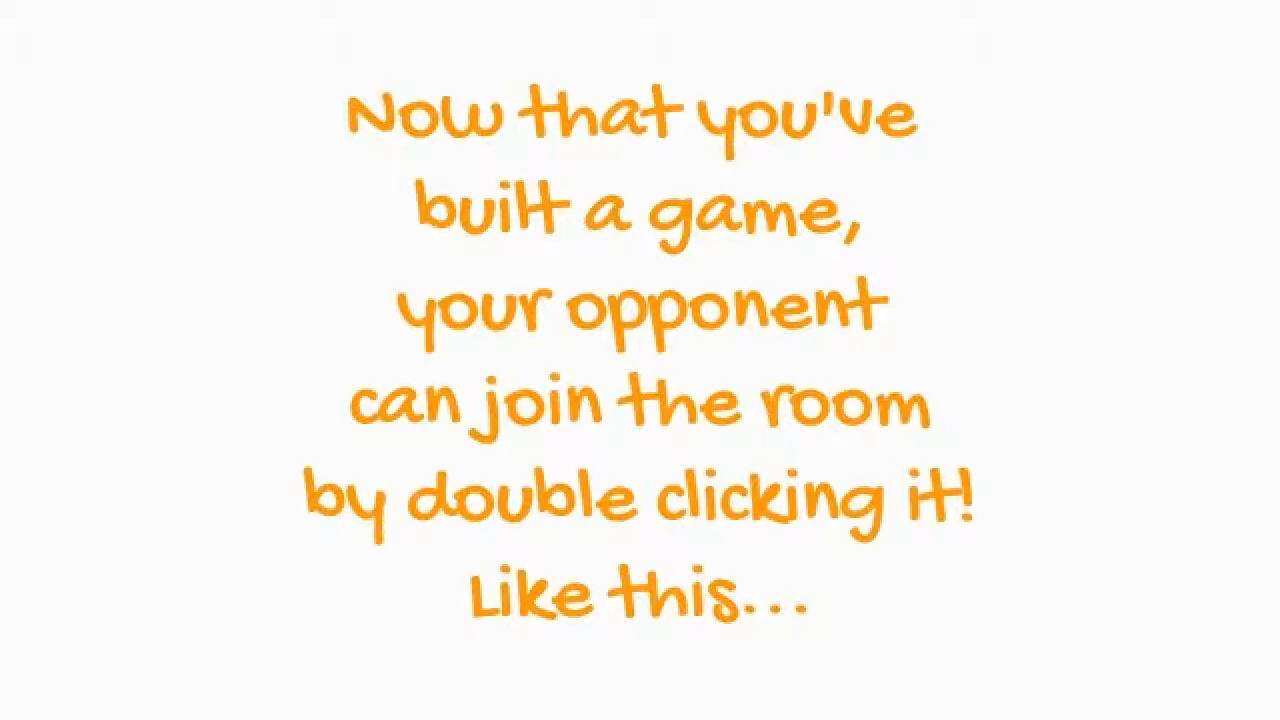 Now that you've
built a game,
your opponent
can join the room
by double clicking it!
Like this...